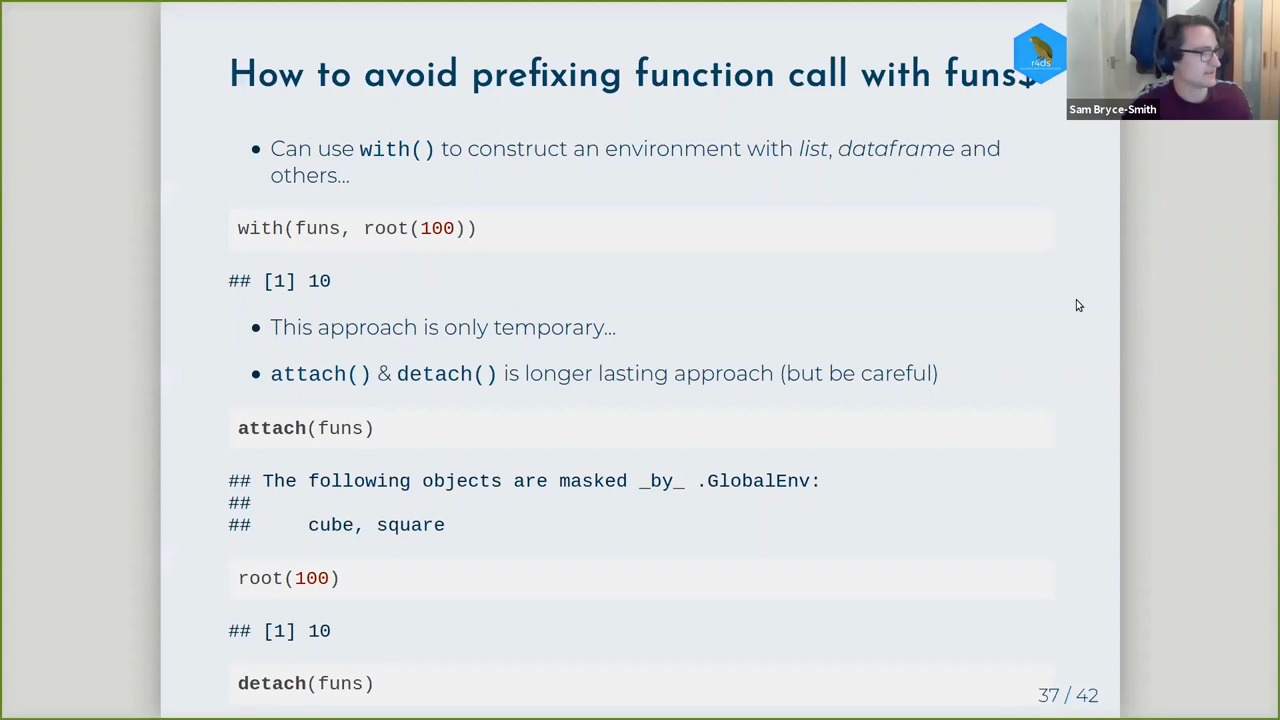 How to avoid prefixing function call with funs$
r4ds
Sam Bryce-Smith
• Can use with() to construct an environment with list, dataframe and
others...
with(funs, root(100))
## [1] 10
• This approach is only temporary...
• attach() & detach() is longer lasting approach (but be careful)
attach(funs)
## The following objects are masked _by_ .GlobalEnv:
##
##     cube, square
root(100)
## [1] 10
detach(funs)
37 / 42